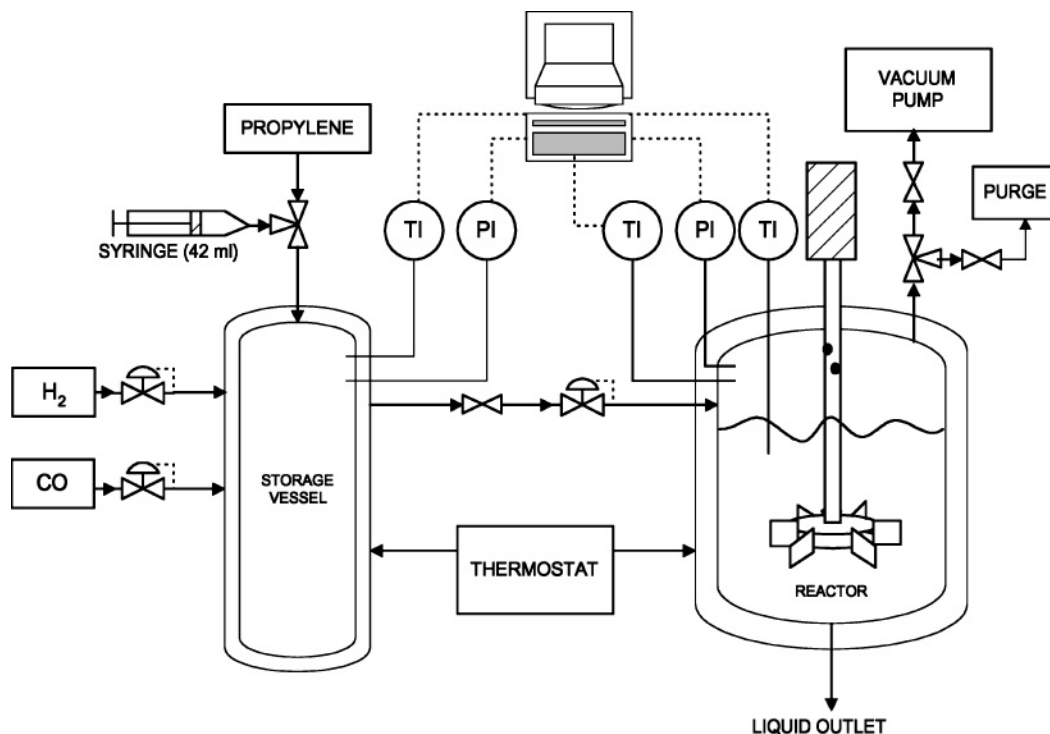 VACUUM
PUMP
PROPYLENE
PURGE
SYRINGE (42 ml)
TI
PI
TI
PI
TI
H2
CO
STORAGE
VESSEL
THERMOSTAT
REACTOR
LIQUID OUTLET